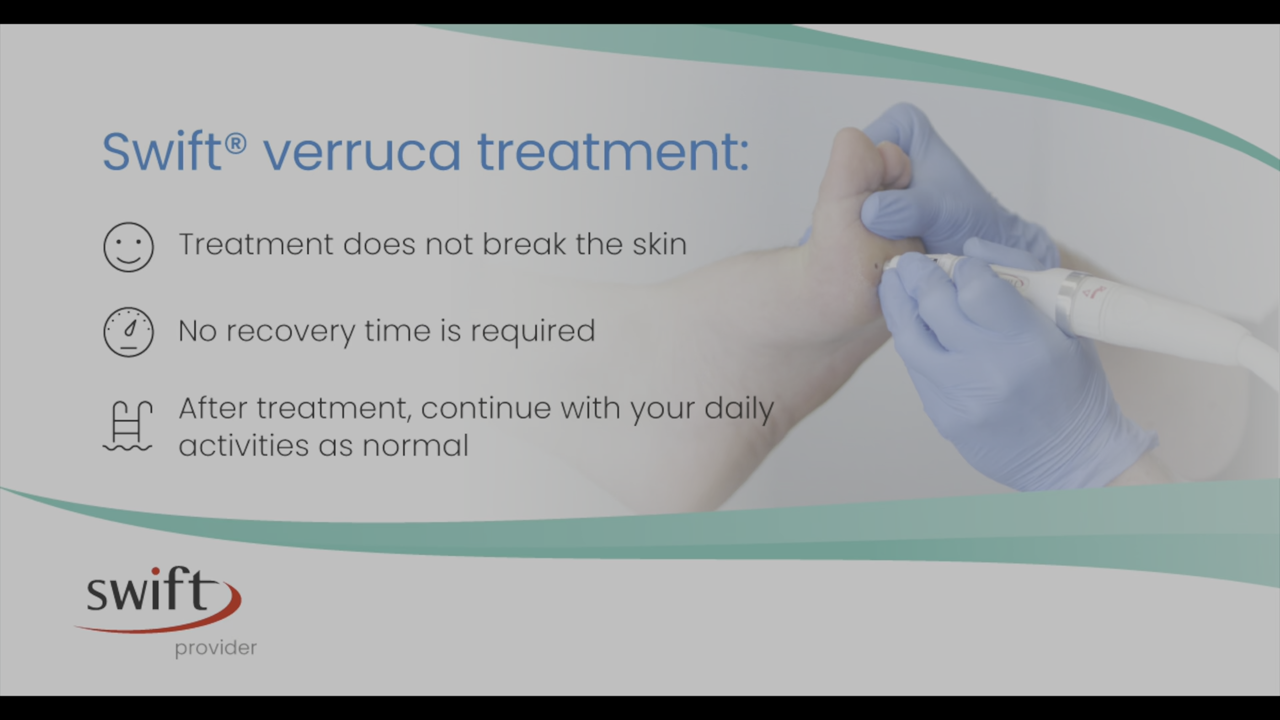 Swift® verruca treatment:
Treatment does not break the skin
No recovery time is required
After treatment, continue with your daily
activities as normal
swift
provider